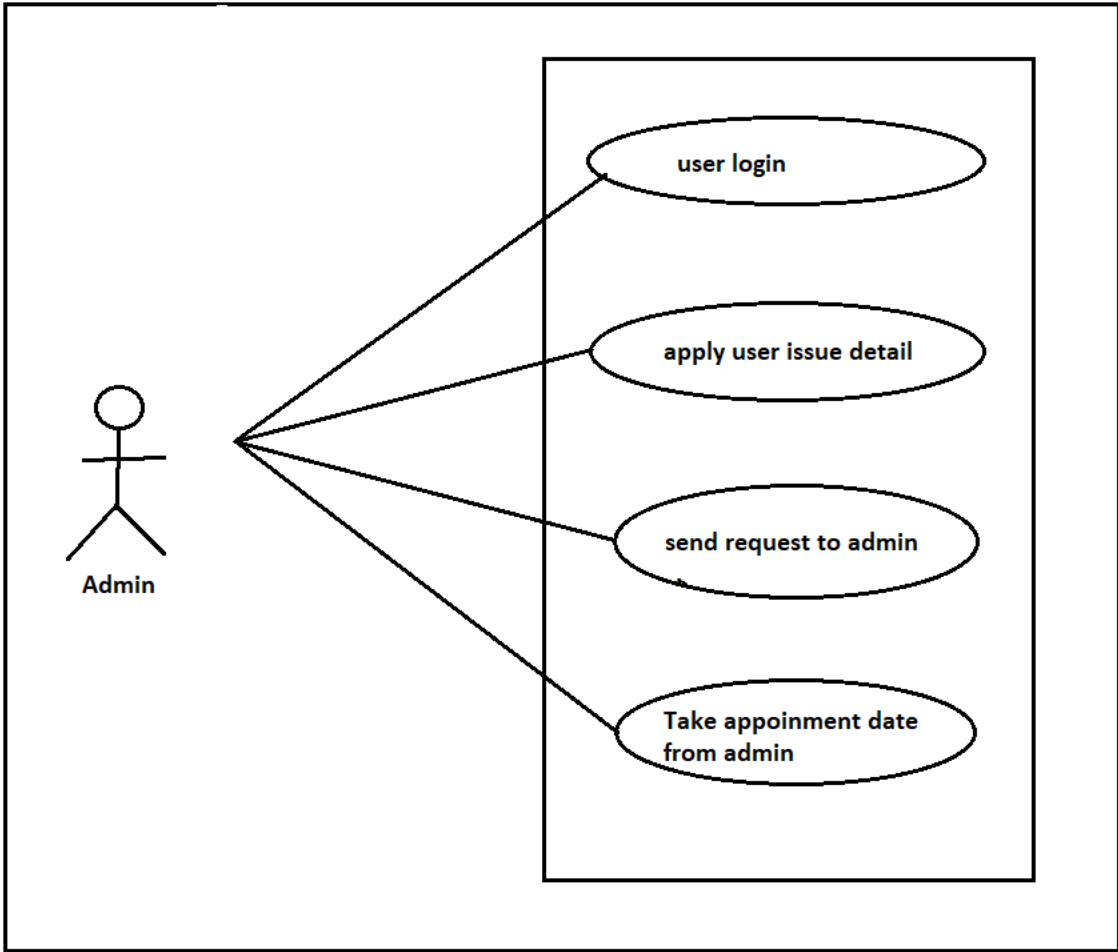 user login
apply user issue detail
send request to admin
Admin
Take appoinment date
from admin